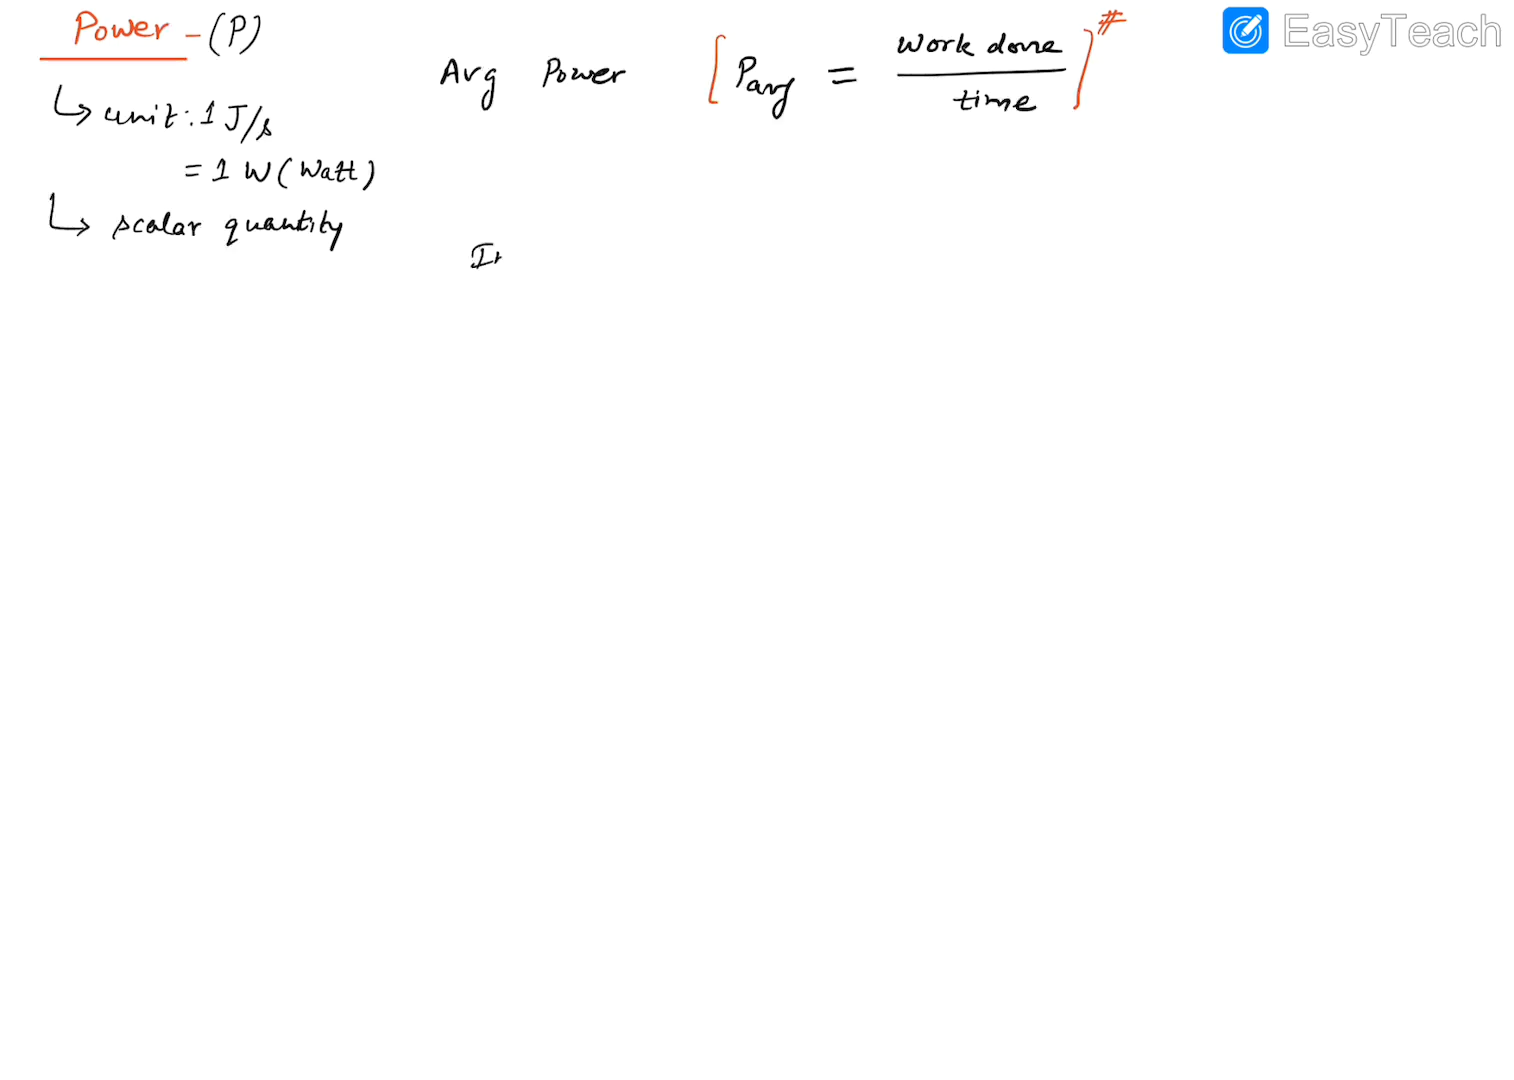 Power - (P)
↳ unit: 1 J/s
= 1 W (Watt)
↳ scalar quantity
Avg Power [Pavg = work done / time]#
EasyTeach